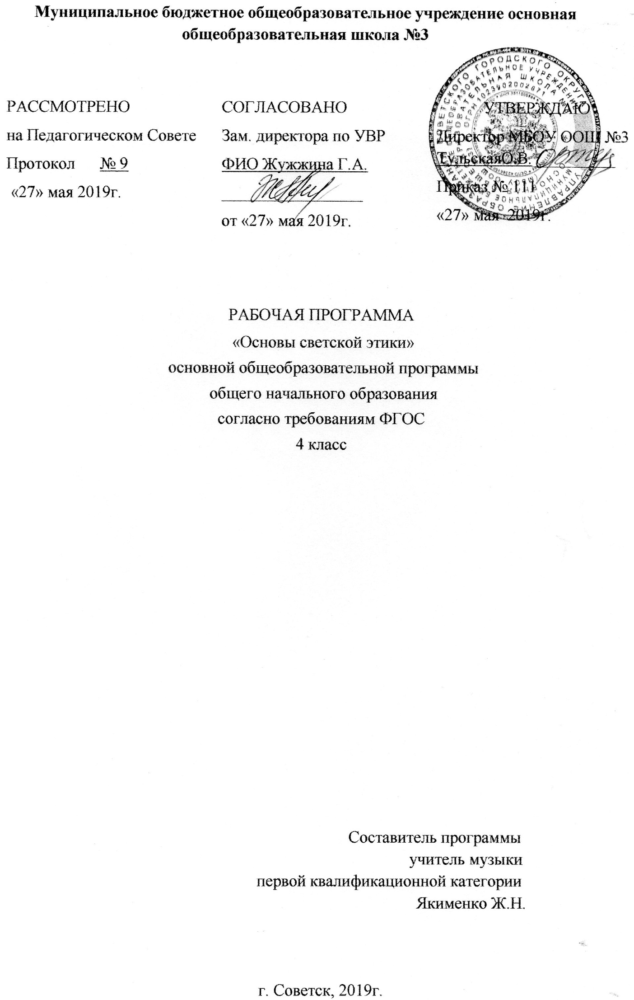 Муниципальное бюджетное общеобразовательное учреждение основная
общеобразовательная школа №3
РАССМОТРЕНО
на Педагогическом Совете
Протокол № 9
«27» мая 2019г.
СОГЛАСОВАНО
Зам. директора по УВР
ФИО Жужжина Г.А.
от «27» мая 2019г.
УТВЕРЖДАЮ
Директор МБОУ ООШ №3
ТульскаяО.В.
Приказ № 111
«27» мая 2019г.
РАБОЧАЯ ПРОГРАММА
«Основы светской этики»
основной общеобразовательной программы
общего начального образования
согласно требованиям ФГОС
4 класс
Составитель программы
учитель музыки
первой квалификационной категории
Якименко Ж.Н.
г. Советск, 2019г.